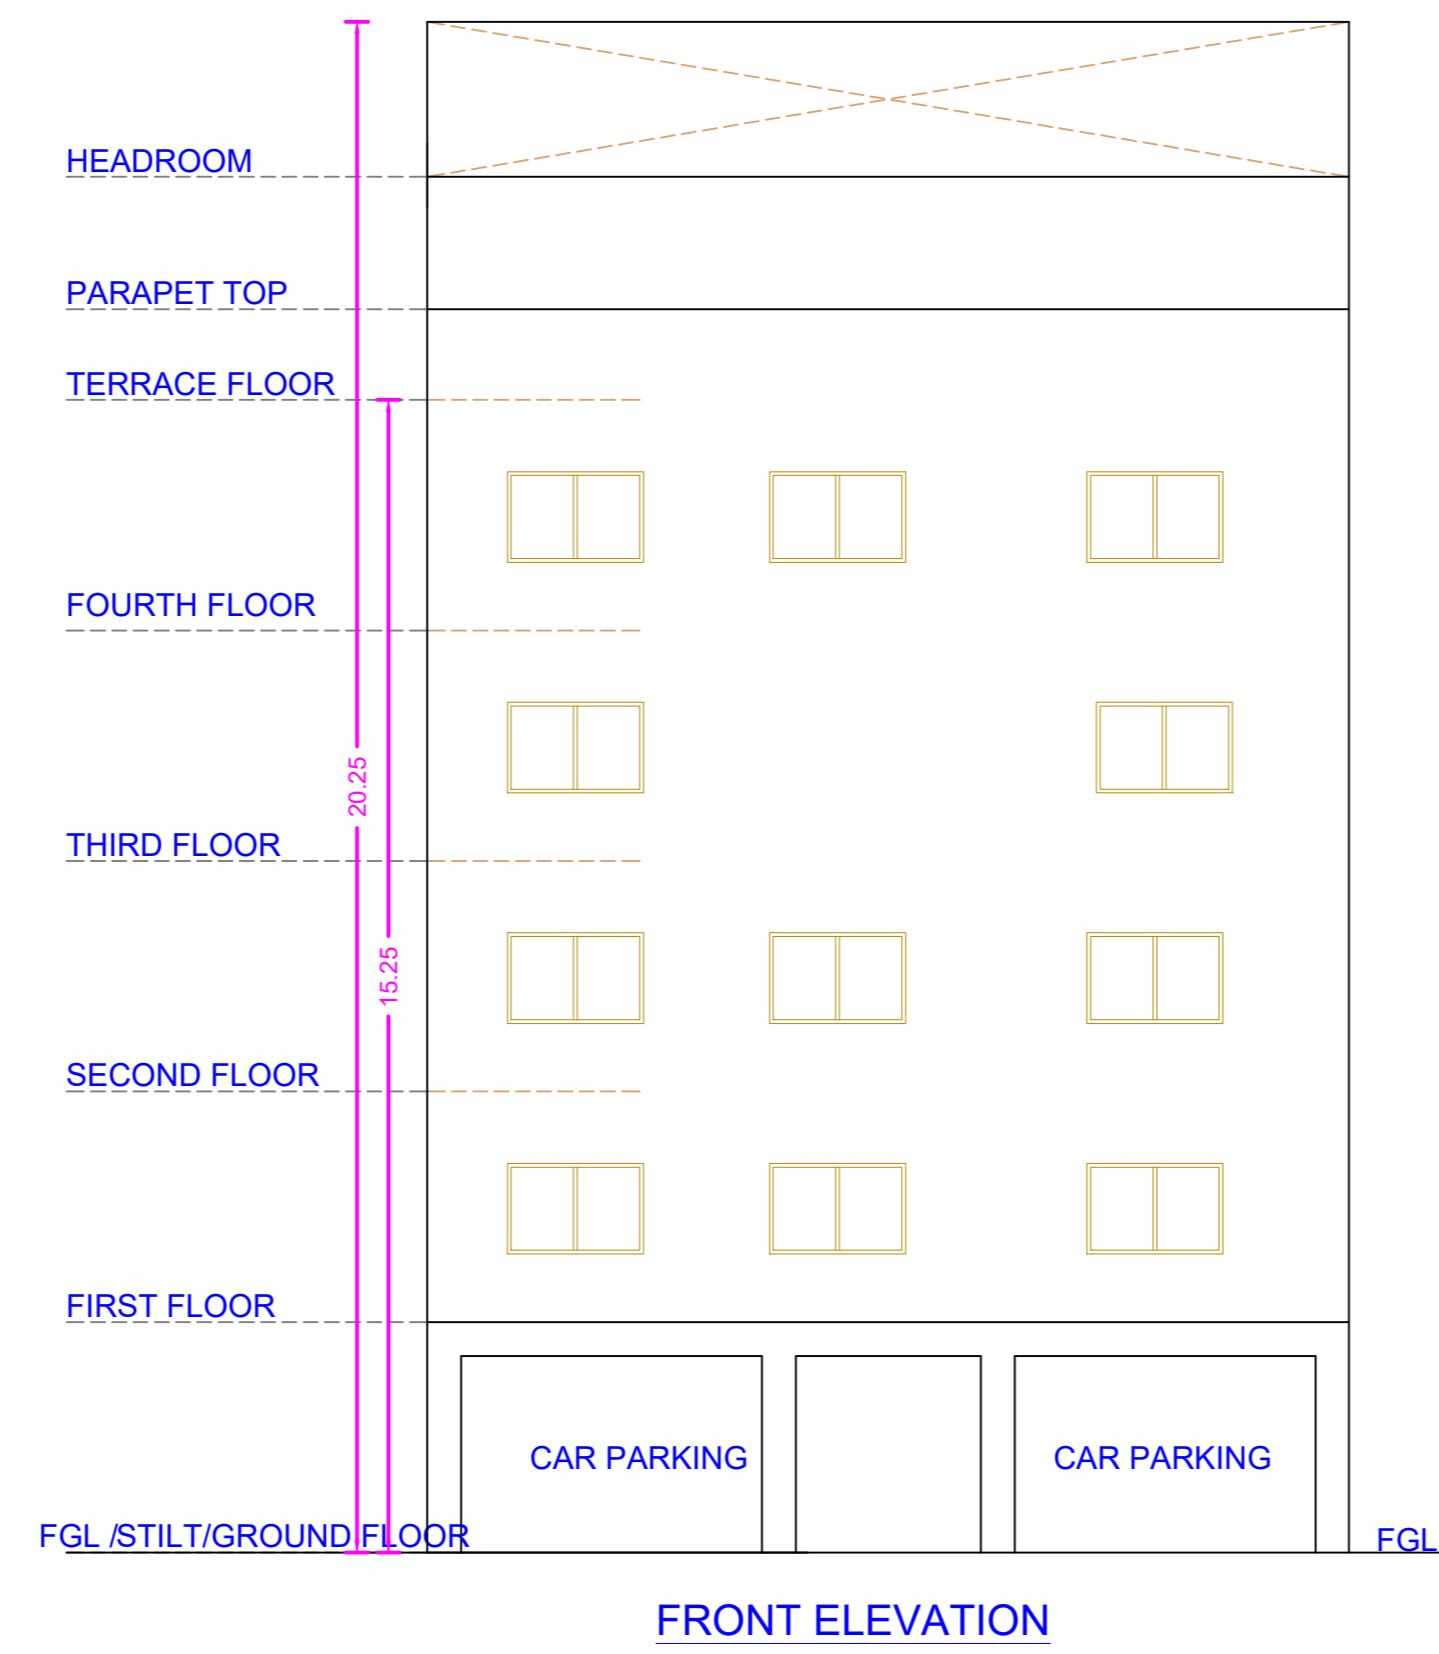 HEADROOM
PARAPET TOP
TERRACE FLOOR
FOURTH FLOOR
20.25
THIRD FLOOR
15.25
SECOND FLOOR
FIRST FLOOR
CAR PARKING
CAR PARKING
FGL /STILT/GROUND FLOOR
FGL
FRONT ELEVATION